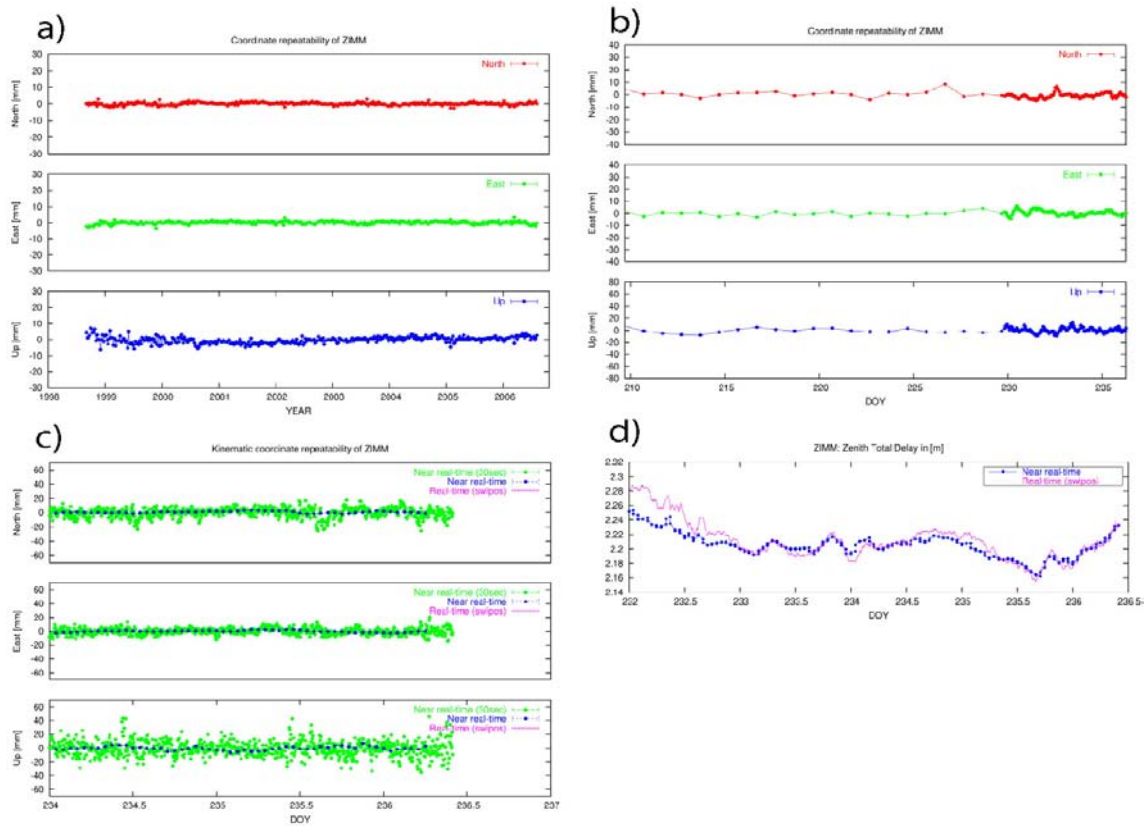 a)
Coordinate repeatability of ZIMM
North
North [mm]
30
20
10
0
-10
-20
-30
East
East [mm]
30
20
10
0
-10
-20
-30
Up
Up [mm]
30
20
10
0
-10
-20
-30
1998 1999 2000 2001 2002 2003 2004 2005 2006
YEAR
b)
Coordinate repeatability of ZIMM
North
North [mm]
40
30
20
10
0
-10
-20
-30
-40
East
East [mm]
40
30
20
10
0
-10
-20
-30
-40
Up
Up [mm]
80
60
40
20
0
-20
-40
-60
-80
210 215 220 225 230 235
DOY
c)
Kinematic coordinate repeatability of ZIMM
Near real-time (30sec)
Near real-time
Real-time (swipos)
North [mm]
60
40
20
0
-20
-40
-60
Near real-time (30sec)
Near real-time
Real-time (swipos)
East [mm]
60
40
20
0
-20
-40
-60
Near real-time (30sec)
Near real-time
Real-time (swipos)
Up [mm]
60
40
20
0
-20
-40
-60
234 234.5 235 235.5 236 236.5 237
DOY
d)
ZIMM: Zenith Total Delay in [m]
Near real-time
Real-time (swipos)
2.32
2.28
2.26
2.24
2.22
2.2
2.18
2.16
2.14
232 232.5 233 233.5 234 234.5 235 235.5 236 236.5
DOY